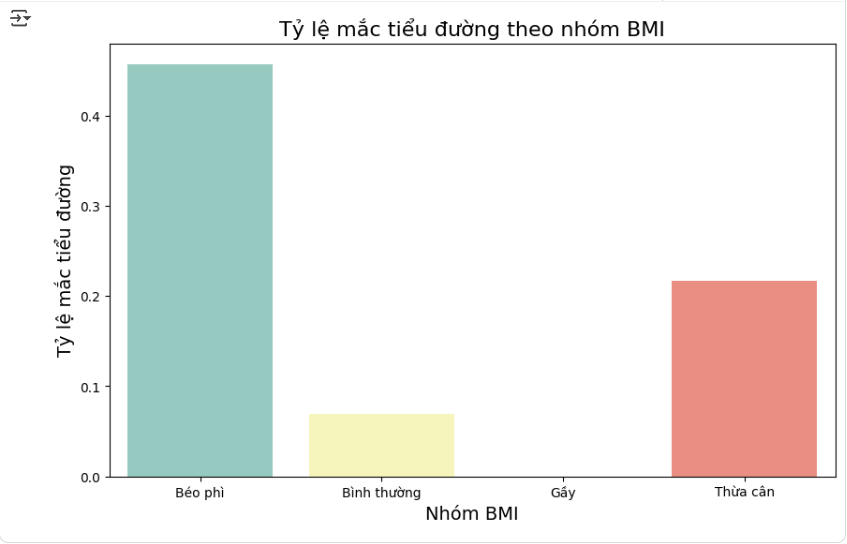 Tỷ lệ mắc tiểu đường theo nhóm BMI
Tỷ lệ mắc tiểu đường
0.4
0.3
0.2
0.1
0.0
Béo phì
Bình thường
Gầy
Thừa cân
Nhóm BMI